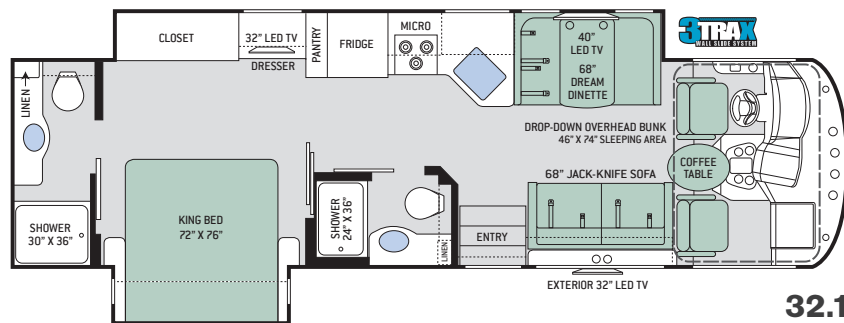 CLOSET
32" LED TV
DRESSER
PANTRY
FRIDGE
MICRO
40"
LED TV
68"
DREAM
DINETTE
3TRAX
WALL SLIDE SYSTEM
LINEN
DROP-DOWN OVERHEAD BUNK
46" X 74" SLEEPING AREA
COFFEE
TABLE
68" JACK-KNIFE SOFA
SHOWER
30" X 36"
KING BED
72" X 76"
SHOWER
24" X 36"
LINEN
ENTRY
EXTERIOR 32" LED TV
32.1